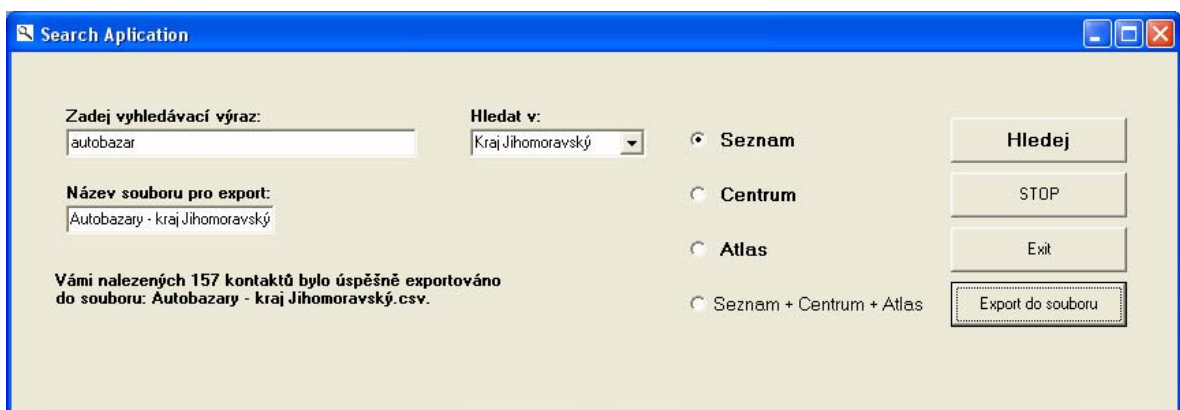 Search Aplication
Zadej vyhledávací výraz:
autobazar
Hledat v:
Kraj Jihomoravský
Název souboru pro export:
Autobazary - kraj Jihomoravský
Vámi nalezených 157 kontaktů bylo úspěšně exportováno
do souboru: Autobazary - kraj Jihomoravský.csv.
Seznam
Centrum
Atlas
Seznam + Centrum + Atlas
Hledej
STOP
Exit
Export do souboru